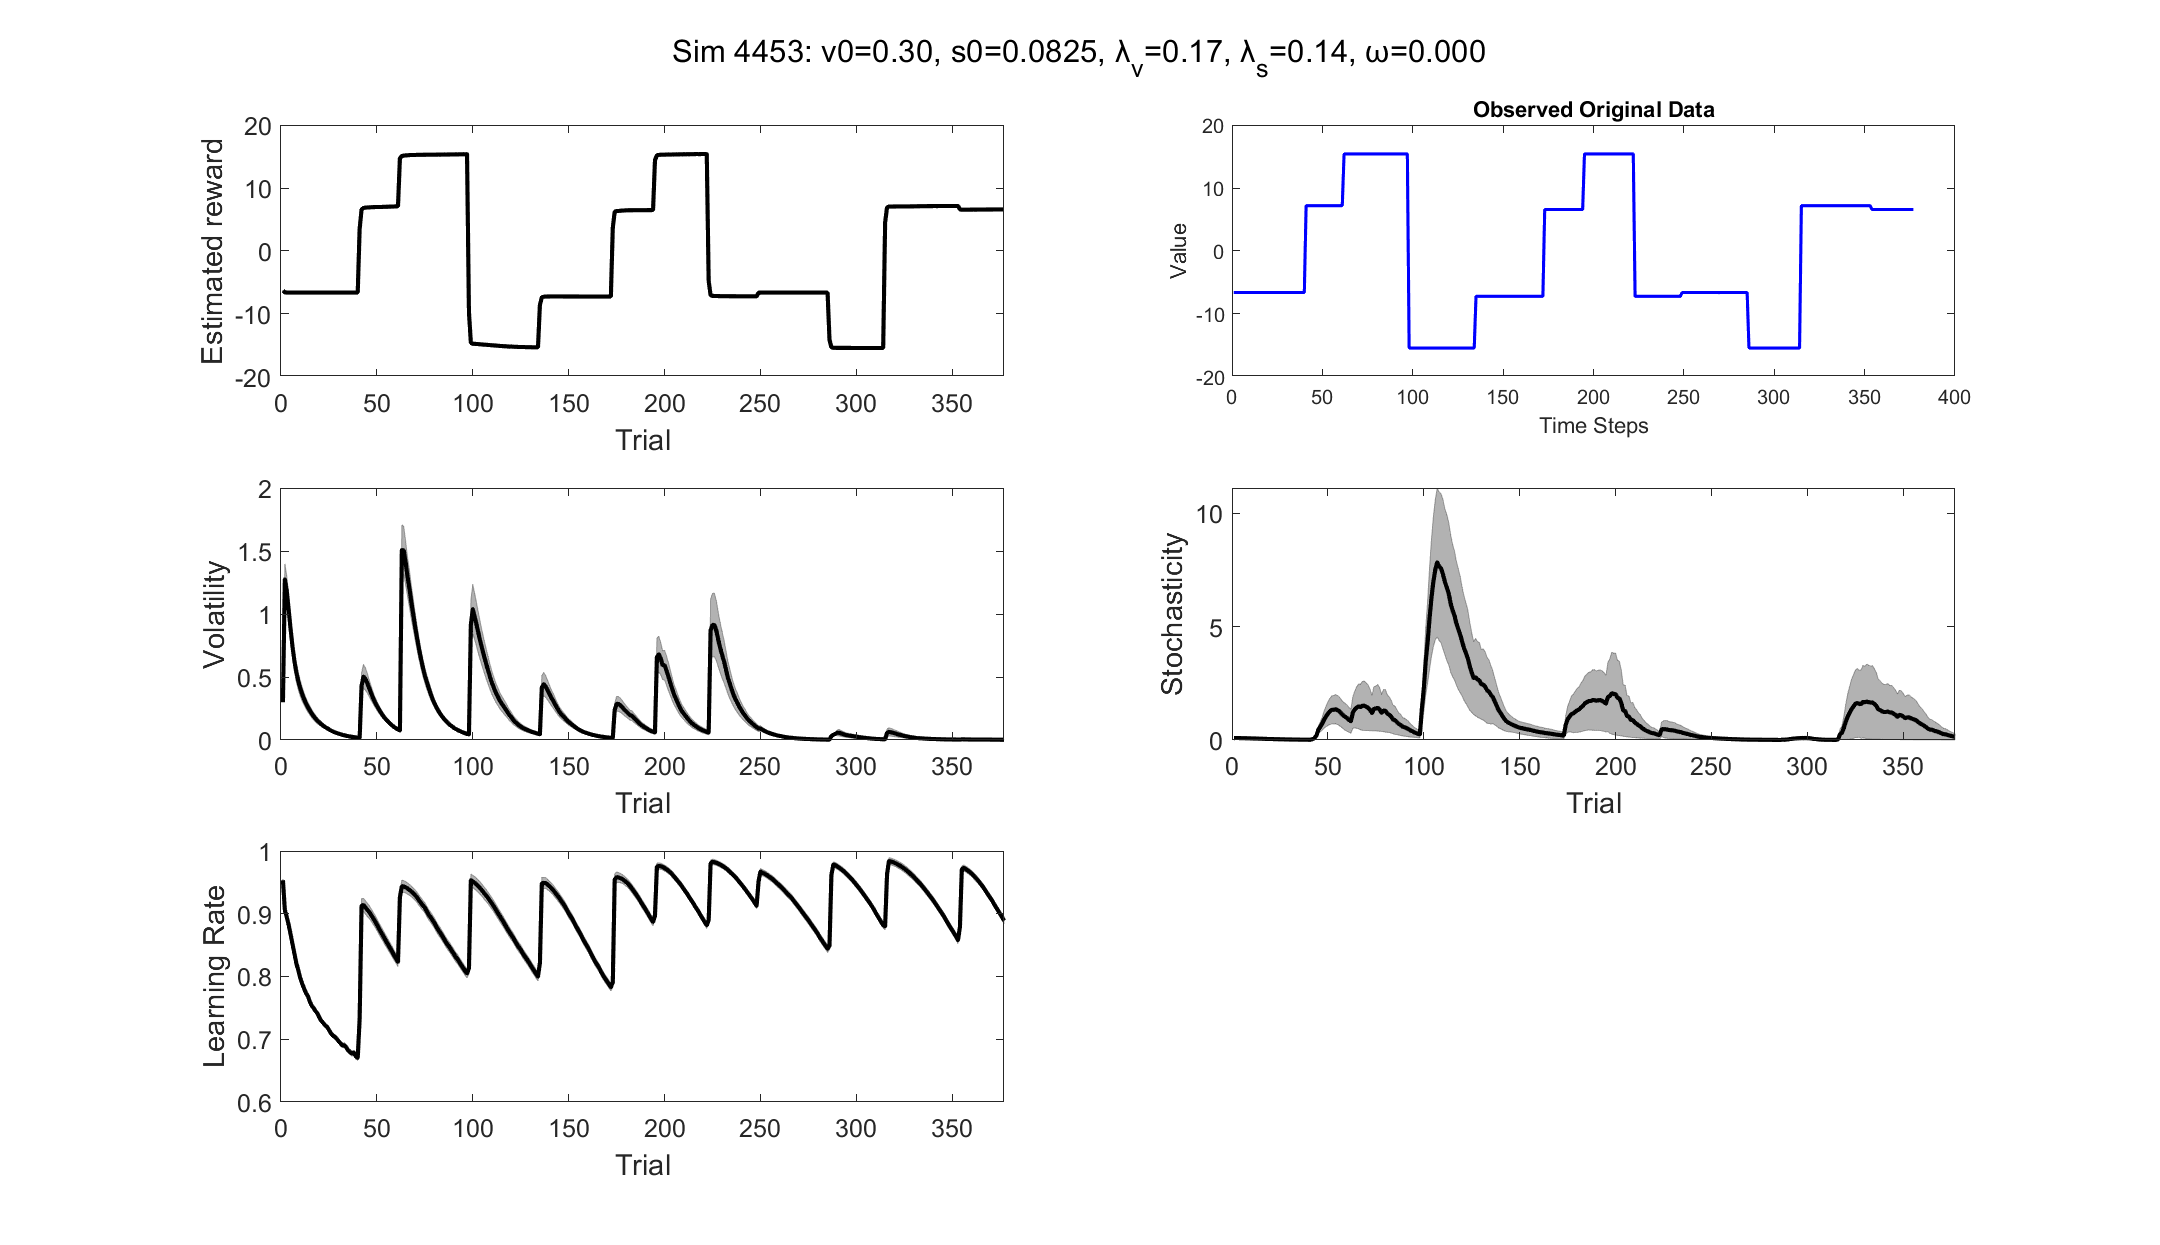 Sim 4453: v0=0.30, s0=0.0825, λv=0.17, λs=0.14, ω=0.000
20
10
0
-10
-20
Estimated reward
0 50 100 150 200 250 300 350
Trial
Observed Original Data
20
10
0
-10
-20
Value
0 50 100 150 200 250 300 350 400
Time Steps
2
1.5
1
0.5
0
Volatility
0 50 100 150 200 250 300 350
Trial
10
5
0
Stochasticity
0 50 100 150 200 250 300 350
Trial
1
0.9
0.8
0.7
0.6
Learning Rate
0 50 100 150 200 250 300 350
Trial